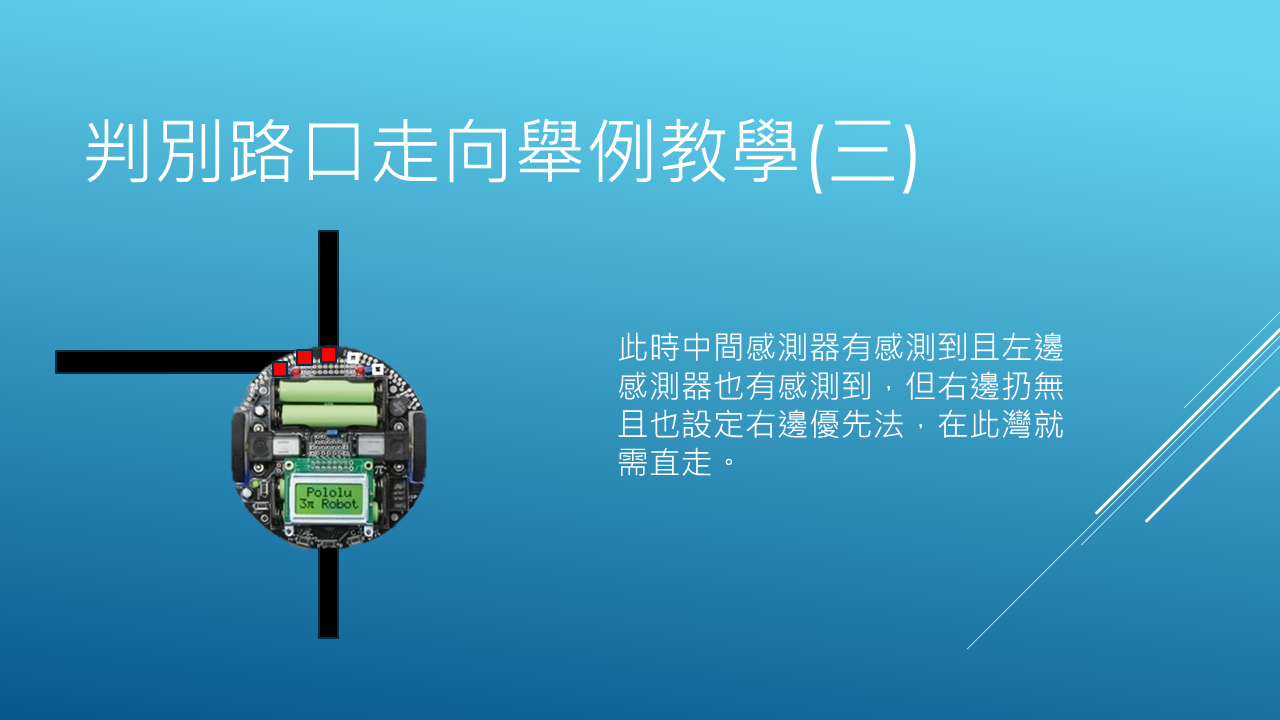 判別路口走向舉例教學(三)
此時中間感測器有感測到且左邊
感測器也有感測到，但右邊扔無
且也設定右邊優先法，在此灣就
需直走。
Pololu
3π Robot